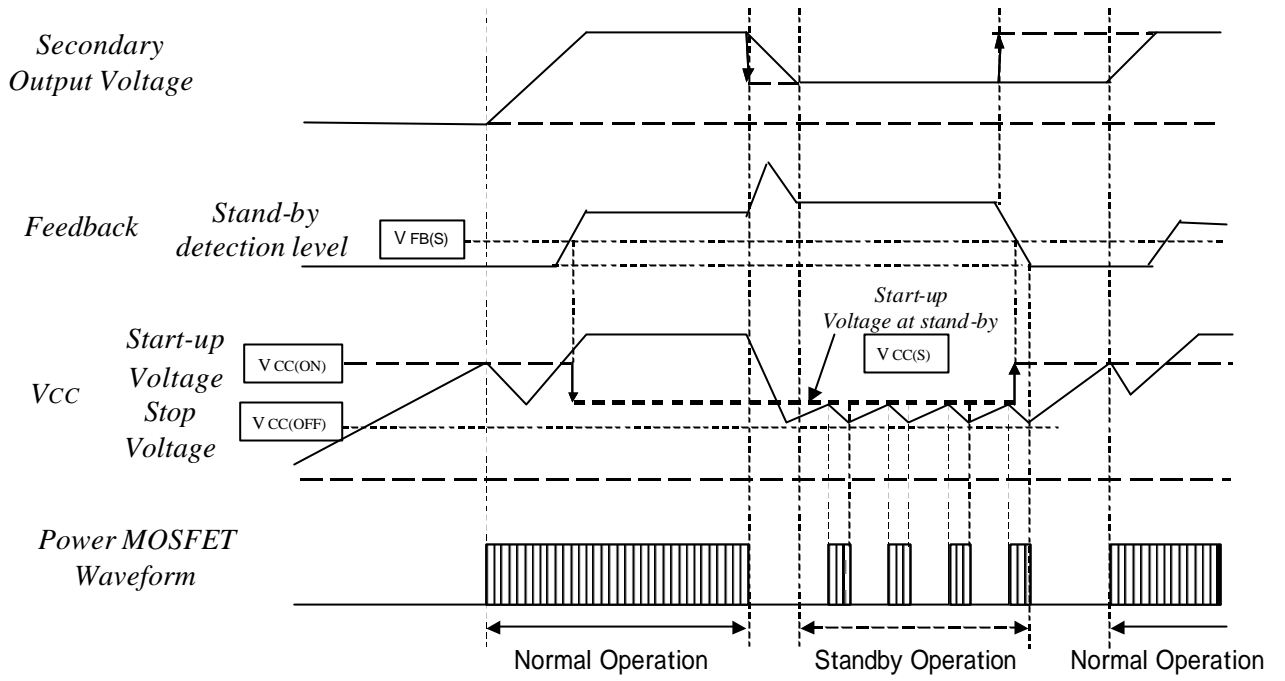 Secondary
Output Voltage
Feedback
Stand-by
detection level
V FB(S)
Start-up
Voltage at stand-by
V CC(S)
VCC
Start-up
Voltage
Stop
Voltage
V CC(ON)
V CC(OFF)
Power MOSFET
Waveform
Normal Operation
Standby Operation
Normal Operation